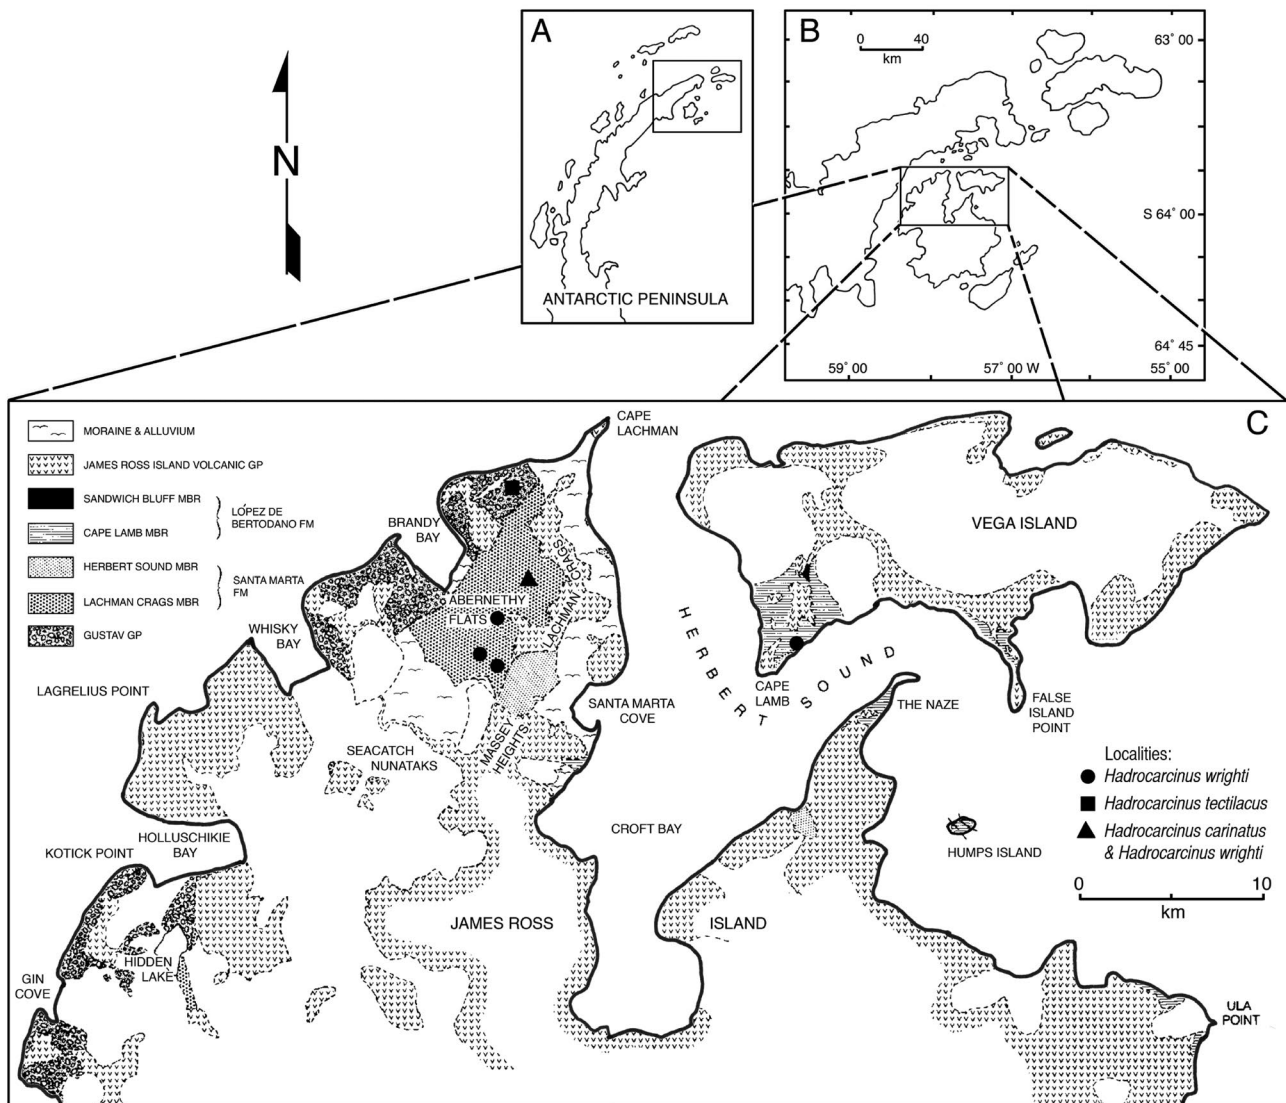 N
A
ANTARCTIC PENINSULA
B
0 40
km
63° 00
S 64° 00
64° 45
59° 00
57° 00 W
55° 00
C
MORAINE & ALLUVIUM
JAMES ROSS ISLAND VOLCANIC GP
SANDWICH BLUFF MBR
CAPE LAMB MBR
LÓPEZ DE
BERTODANO FM
HERBERT SOUND MBR
LACHMAN CRAGS MBR
SANTA MARTA
FM
GUSTAV GP
CAPE
LACHMAN
BRANDY
BAY
VEGA ISLAND
ABERNETHY
FLATS
LACHMAN CRAGS
WHISKY
BAY
HERBERT SOUND
LAGRELIUS POINT
CAPE
LAMB
SANTA MARTA
COVE
THE NAZE
FALSE
ISLAND
POINT
MASSEY
HEIGHTS
SEACATCH
NUNATAKS
Localities:
Hadrocarcinus wrighti
Hadrocarcinus tectilacus
Hadrocarcinus carinatus
& Hadrocarcinus wrighti
HOLLUSCHIKIE
BAY
KOTICK POINT
CROFT BAY
HUMPS ISLAND
0 10
km
JAMES ROSS ISLAND
HIDDEN
LAKE
GIN
COVE
ULA
POINT